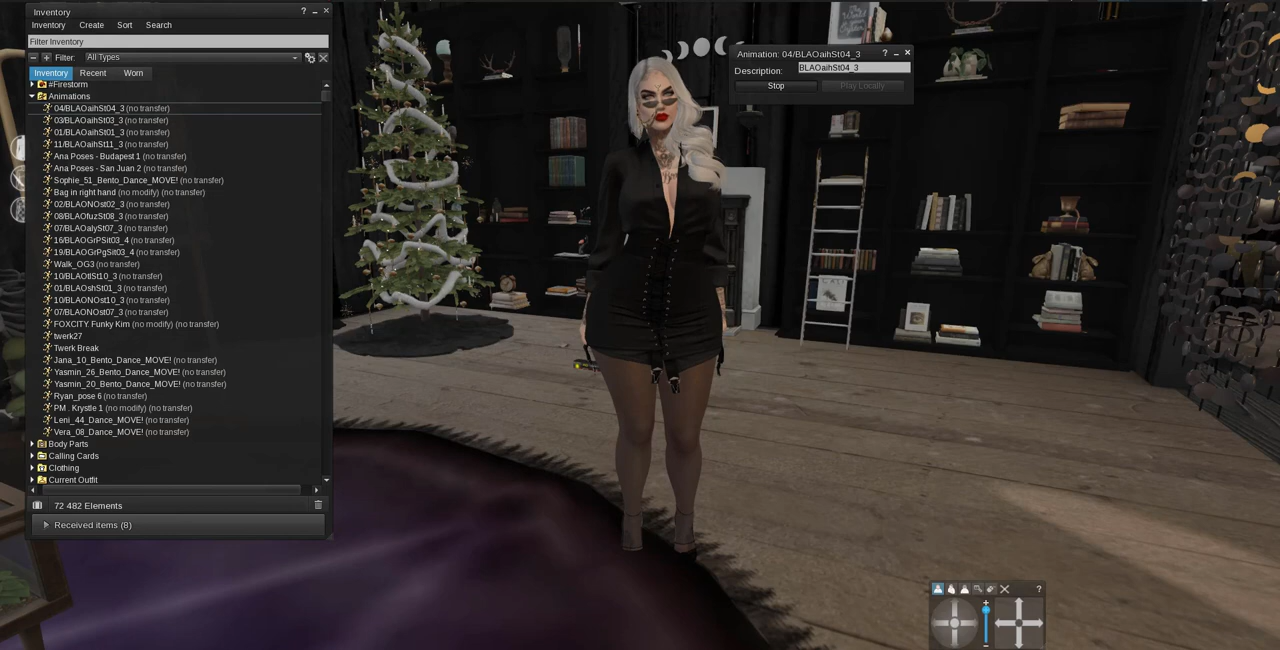 Inventory
Inventory Create Sort Search
Filter Inventory
Filter: All Types
Inventory Recent Worn
#Firestorm
Animations
04/BLAOaihSt04_3 (no transfer)
03/BLAOaihSt03_3 (no transfer)
01/BLAOaihSt01_3 (no transfer)
11/BLAOaihSt11_3 (no transfer)
Ana Poses - Budapest 1 (no transfer)
Ana Poses - San Juan 2 (no transfer)
Sophie_51_Bento_Dance_MOVE! (no transfer)
Bag in right hand (no modify) (no transfer)
02/BLAONOst02_3 (no transfer)
08/BLAOfuzSt08_3 (no transfer)
07/BLAOalySt07_3 (no transfer)
16/BLAOGrPSit03_4 (no transfer)
19/BLAOGrPgSit03_4 (no transfer)
Walk_OG3 (no transfer)
10/BLAOtlSt10_3 (no transfer)
01/BLAOshSt01_3 (no transfer)
10/BLAONOst10_3 (no transfer)
07/BLAONOst07_3 (no transfer)
FOXCITY. Funky Kim (no modify) (no transfer)
twerk27
Twerk Break
Jana_10_Bento_Dance_MOVE! (no transfer)
Yasmin_26_Bento_Dance_MOVE! (no transfer)
Yasmin_20_Bento_Dance_MOVE! (no transfer)
Ryan_pose 6 (no transfer)
PM . Krystle 1 (no modify) (no transfer)
Leni_44_Dance_MOVE! (no transfer)
Vera_08_Dance_MOVE! (no transfer)
Body Parts
Calling Cards
Clothing
Current Outfit
72 482 Elements
Received items (8)
Animation: 04/BLAOaihSt04_3
Description: BLAOaihSt04_3
Stop Play Locally